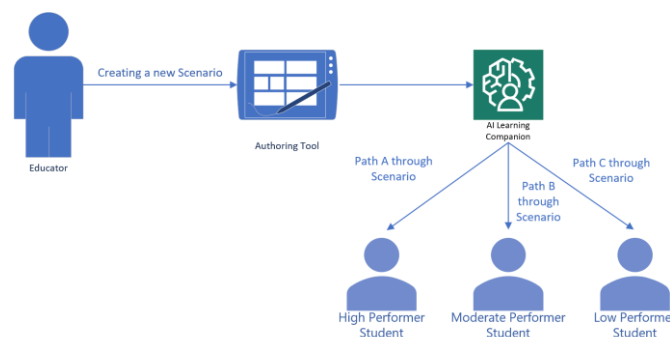 Creating a new Scenario
Educator
Authoring Tool
AI Learning
Companion
Path A through
Scenario
Path B
through
Scenario
Path C through
Scenario
High Performer
Student
Moderate Performer
Student
Low Performe
Student